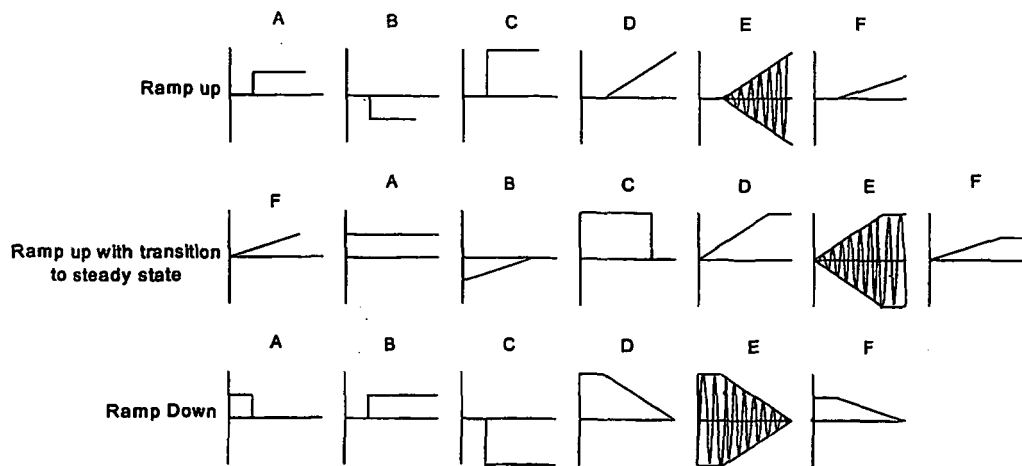 A B C D E F
Ramp up
F A B C D E F
Ramp up with transition
to steady state
A B C D E F
Ramp Down